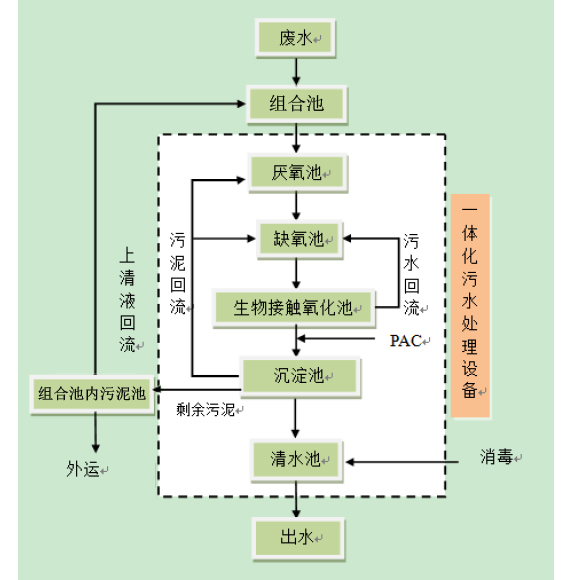 废水
组合池
厌氧池
缺氧池
生物接触氧化池
PAC
沉淀池
污泥回流
污水回流
上清液回流
一体化污水处理设备
组合池内污泥池
剩余污泥
外运
清水池
消毒
出水